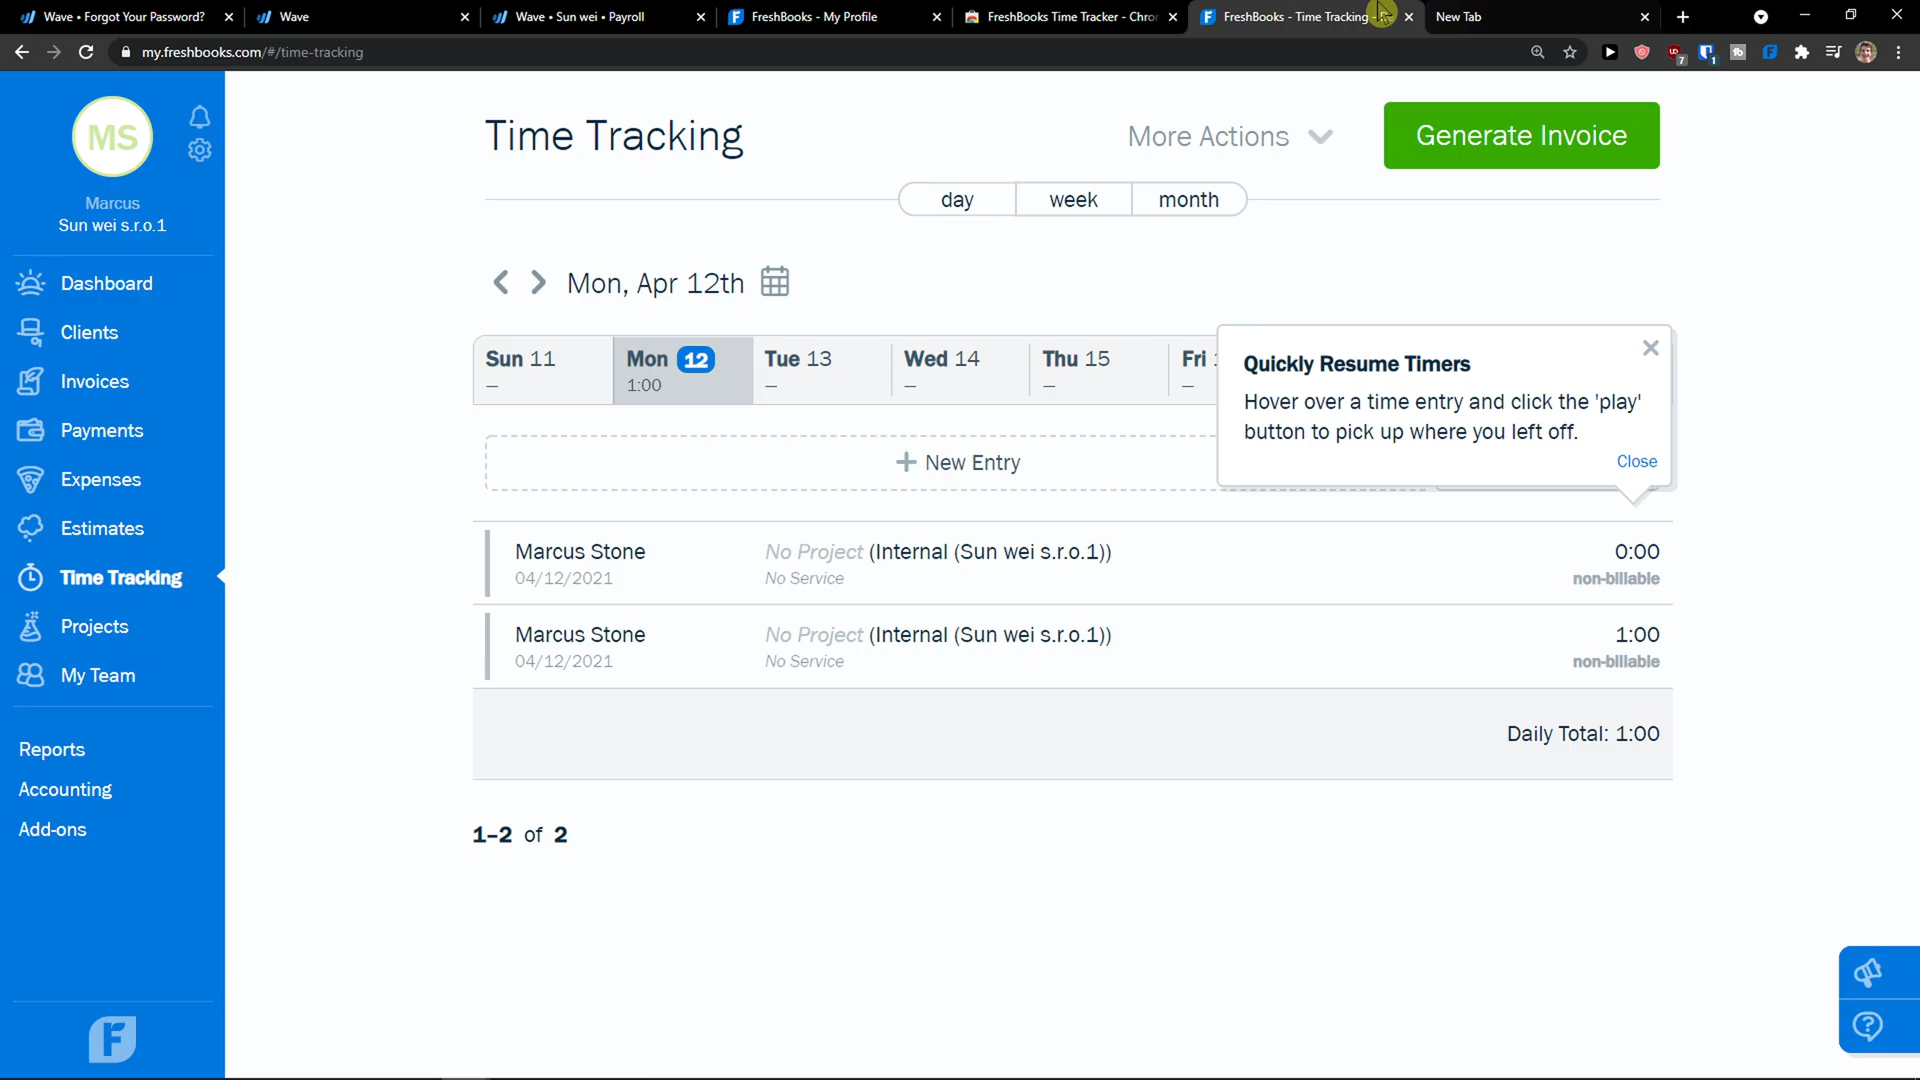 Wave • Forgot Your Password?
Wave
Wave • Sun wei • Payroll
FreshBooks - My Profile
FreshBooks Time Tracker - Chro
FreshBooks - Time Tracking -
New Tab
my.freshbooks.com/#/time-tracking
7
1
MS
Marcus
Sun wei s.r.o.1
Dashboard
Clients
Invoices
Payments
Expenses
Estimates
Time Tracking
Projects
My Team
Reports
Accounting
Add-ons
Time Tracking
More Actions
Generate Invoice
day
week
month
Mon, Apr 12th
Sun 11
–
Mon 12
1:00
Tue 13
–
Wed 14
–
Thu 15
–
Fri
–
Quickly Resume Timers
Hover over a time entry and click the 'play'
button to pick up where you left off.
Close
+ New Entry
Marcus Stone
No Project (Internal (Sun wei s.r.o.1))
0:00
04/12/2021
No Service
non-billable
Marcus Stone
No Project (Internal (Sun wei s.r.o.1))
1:00
04/12/2021
No Service
non-billable
Daily Total: 1:00
1–2 of 2